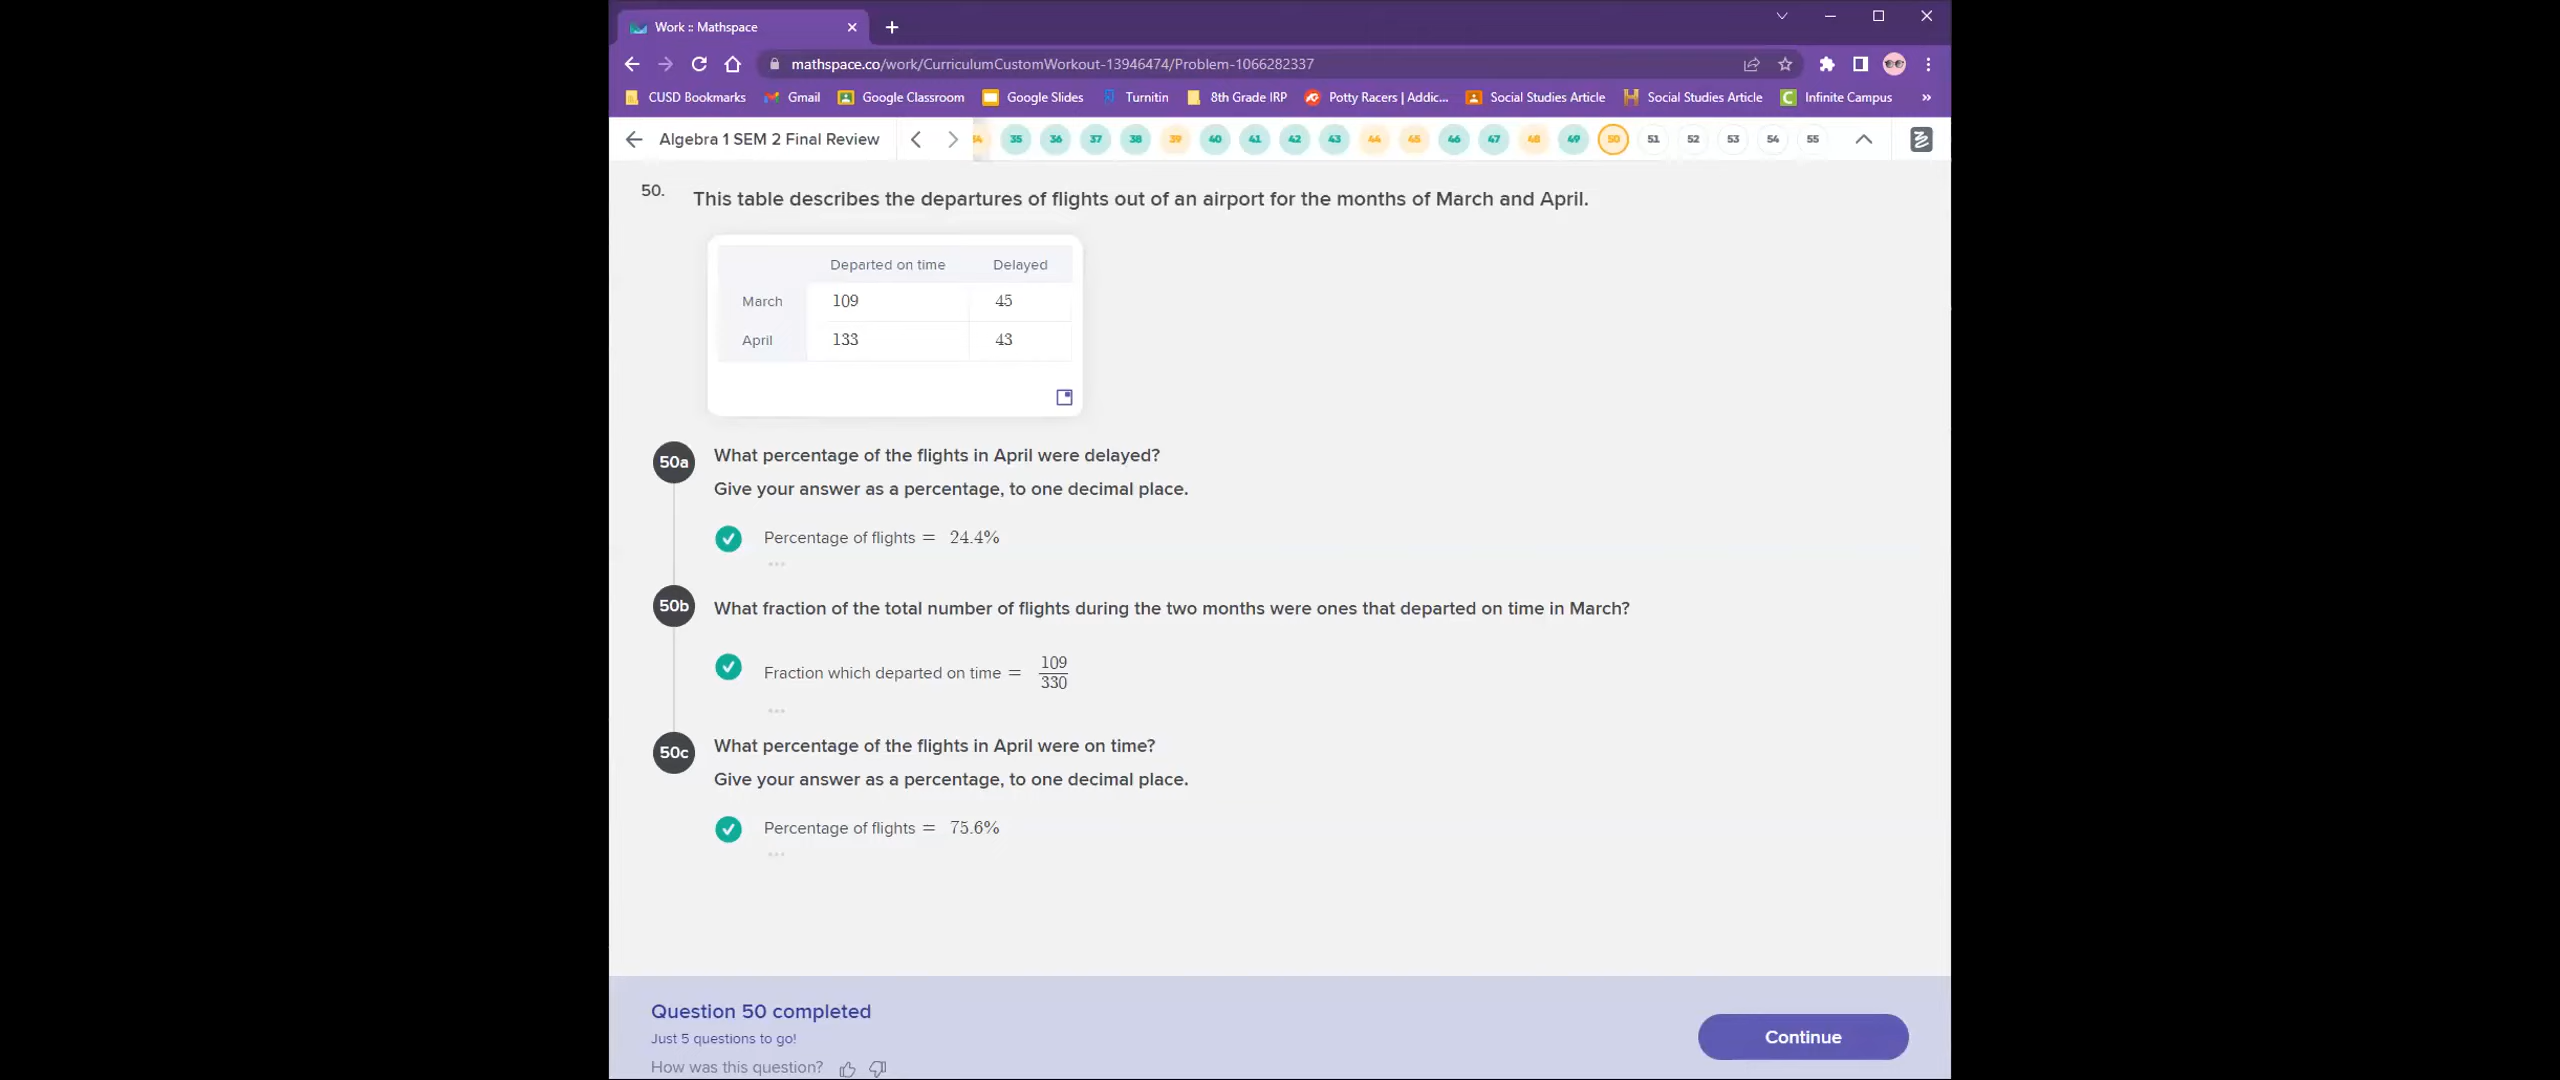 Work :: Mathspace
mathspace.co/work/CurriculumCustomWorkout-13946474/Problem-1066282337
CUSD Bookmarks Gmail Google Classroom Google Slides Turnitin 8th Grade IRP Potty Racers | Addic... Social Studies Article Social Studies Article Infinite Campus »
Algebra 1 SEM 2 Final Review 34 35 36 37 38 39 40 41 42 43 44 45 46 47 48 49 50 51 52 53 54 55
50. This table describes the departures of flights out of an airport for the months of March and April.
Departed on time Delayed
March 109 45
April 133 43
50a What percentage of the flights in April were delayed?
Give your answer as a percentage, to one decimal place.
Percentage of flights = 24.4%
...
50b What fraction of the total number of flights during the two months were ones that departed on time in March?
Fraction which departed on time = 109/330
...
50c What percentage of the flights in April were on time?
Give your answer as a percentage, to one decimal place.
Percentage of flights = 75.6%
...
Question 50 completed
Just 5 questions to go!
Continue
How was this question?